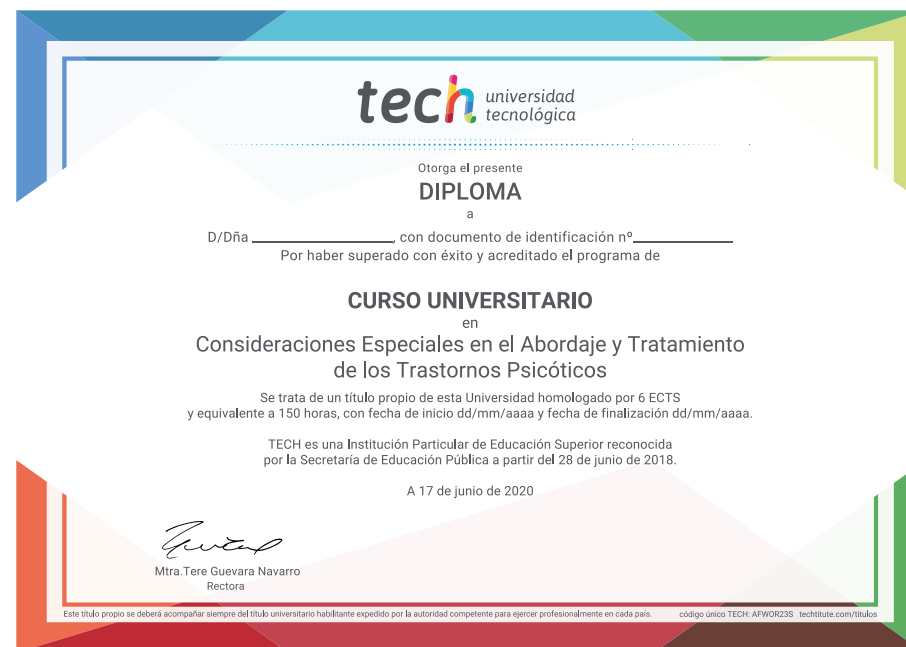 tech universidad
tecnológica
Otorga el presente
DIPLOMA
a
D/Dña ____________________, con documento de identificación nº______________
Por haber superado con éxito y acreditado el programa de
CURSO UNIVERSITARIO
en
Consideraciones Especiales en el Abordaje y Tratamiento
de los Trastornos Psicóticos
Se trata de un título propio de esta Universidad homologado por 6 ECTS
y equivalente a 150 horas, con fecha de inicio dd/mm/aaaa y fecha de finalización dd/mm/aaaa.
TECH es una Institución Particular de Educación Superior reconocida
por la Secretaría de Educación Pública a partir del 28 de junio de 2018.
A 17 de junio de 2020
Mtra.Tere Guevara Navarro
Rectora
Este título propio se deberá acompañar siempre del título universitario habilitante expedido por la autoridad competente para ejercer profesionalmente en cada país. código único TECH: AFWOR23S techtitute.com/títulos